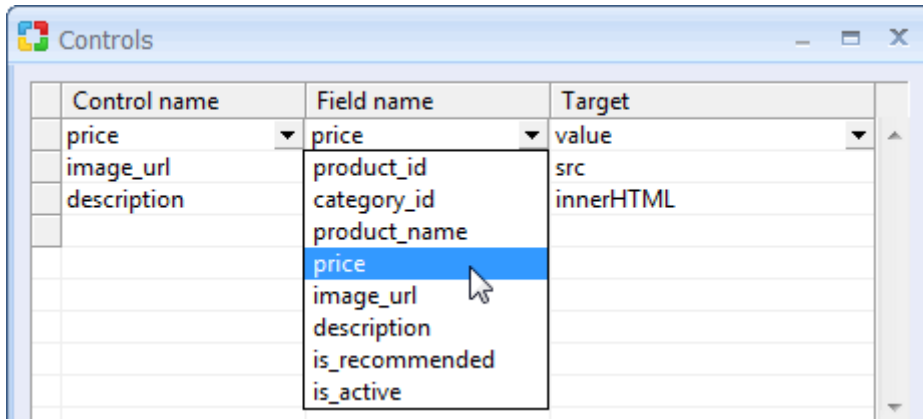 Controls
Control name Field name Target
price price value
image_url product_id src
description category_id innerHTML
product_name
price
image_url
description
is_recommended
is_active